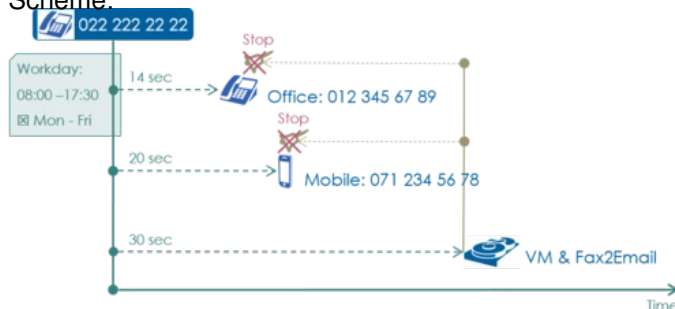 Scheme:
022 222 22 22
Stop
Workday:
08:00 –17:30
☒ Mon - Fri
14 sec
Office: 012 345 67 89
Stop
20 sec
Mobile: 071 234 56 78
30 sec
VM & Fax2Email
Time